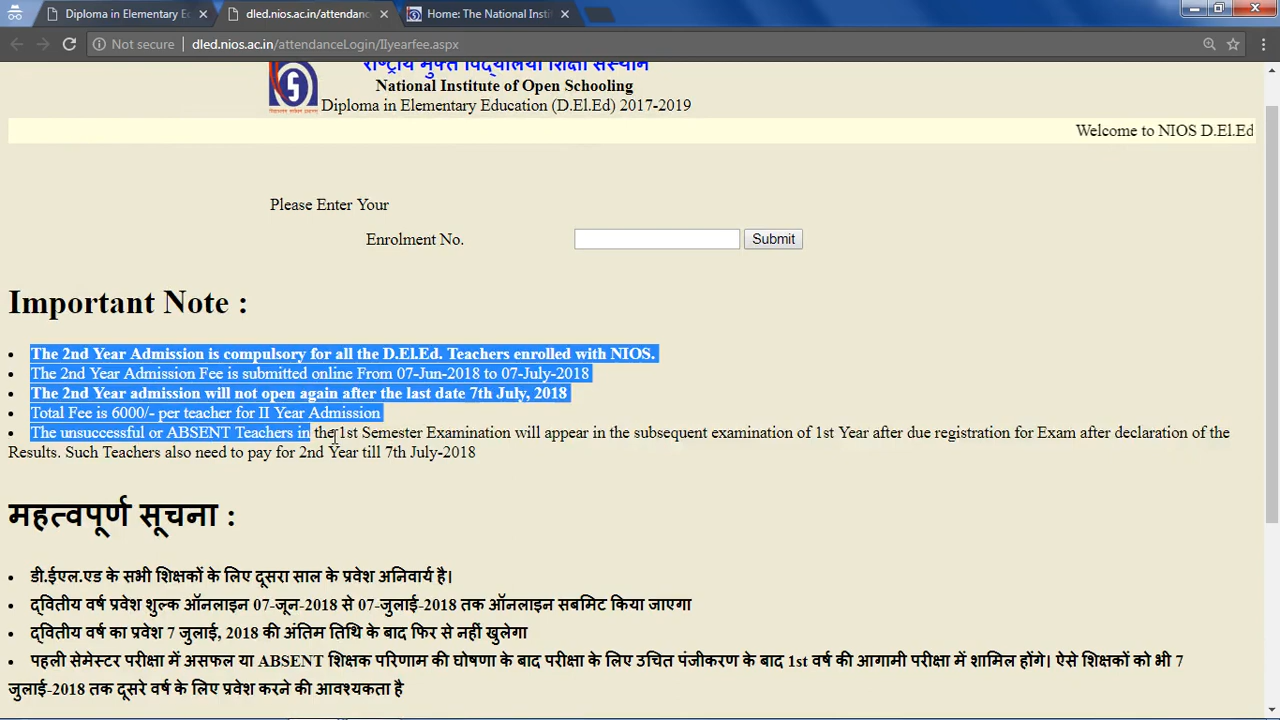 Diploma in Elementary E
dled.nios.ac.in/attendanc
Home: The National Insti
Not secure | dled.nios.ac.in/attendanceLogin/IIyearfee.aspx
राष्ट्रीय मुक्त विद्यालयी शिक्षा संस्थान
National Institute of Open Schooling
Diploma in Elementary Education (D.El.Ed) 2017-2019
Welcome to NIOS D.El.Ed
Please Enter Your
Enrolment No. Submit
Important Note :
• The 2nd Year Admission is compulsory for all the D.El.Ed. Teachers enrolled with NIOS.
• The 2nd Year Admission Fee is submitted online From 07-Jun-2018 to 07-July-2018
• The 2nd Year admission will not open again after the last date 7th July, 2018
• Total Fee is 6000/- per teacher for II Year Admission
• The unsuccessful or ABSENT Teachers in the 1st Semester Examination will appear in the subsequent examination of 1st Year after due registration for Exam after declaration of the
Results. Such Teachers also need to pay for 2nd Year till 7th July-2018
महत्वपूर्ण सूचना :
• डी.ईएल.एड के सभी शिक्षकों के लिए दूसरा साल के प्रवेश अनिवार्य है।
• द्वितीय वर्ष प्रवेश शुल्क ऑनलाइन 07-जून-2018 से 07-जुलाई-2018 तक ऑनलाइन सबमिट किया जाएगा
• द्वितीय वर्ष का प्रवेश 7 जुलाई, 2018 की अंतिम तिथि के बाद फिर से नहीं खुलेगा
• पहली सेमेस्टर परीक्षा में असफल या ABSENT शिक्षक परिणाम की घोषणा के बाद परीक्षा के लिए उचित पंजीकरण के बाद 1st वर्ष की आगामी परीक्षा में शामिल होंगे। ऐसे शिक्षकों को भी 7
जुलाई-2018 तक दूसरे वर्ष के लिए प्रवेश करने की आवश्यकता है